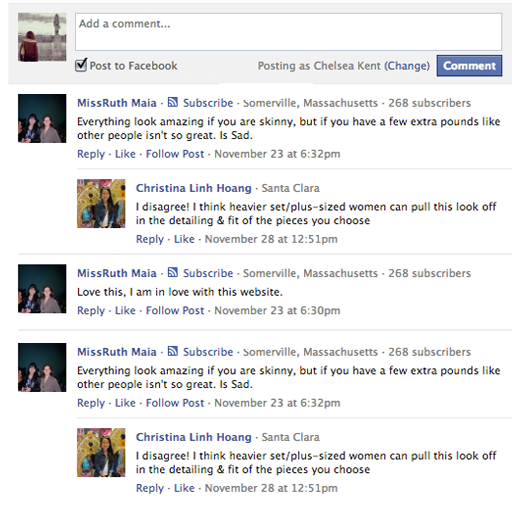 Add a comment...
Post to Facebook Posting as Chelsea Kent (Change) Comment
MissRuth Maia · Subscribe · Somerville, Massachusetts · 268 subscribers
Everything look amazing if you are skinny, but if you have a few extra pounds like
other people isn't so great. Is Sad.
Reply · Like · Follow Post · November 23 at 6:32pm
Christina Linh Hoang · Santa Clara
I disagree! I think heavier set/plus-sized women can pull this look off
in the detailing & fit of the pieces you choose
Reply · Like · November 28 at 12:51pm
MissRuth Maia · Subscribe · Somerville, Massachusetts · 268 subscribers
Love this, I am in love with this website.
Reply · Like · Follow Post · November 23 at 6:30pm
MissRuth Maia · Subscribe · Somerville, Massachusetts · 268 subscribers
Everything look amazing if you are skinny, but if you have a few extra pounds like
other people isn't so great. Is Sad.
Reply · Like · Follow Post · November 23 at 6:32pm
Christina Linh Hoang · Santa Clara
I disagree! I think heavier set/plus-sized women can pull this look off
in the detailing & fit of the pieces you choose
Reply · Like · November 28 at 12:51pm